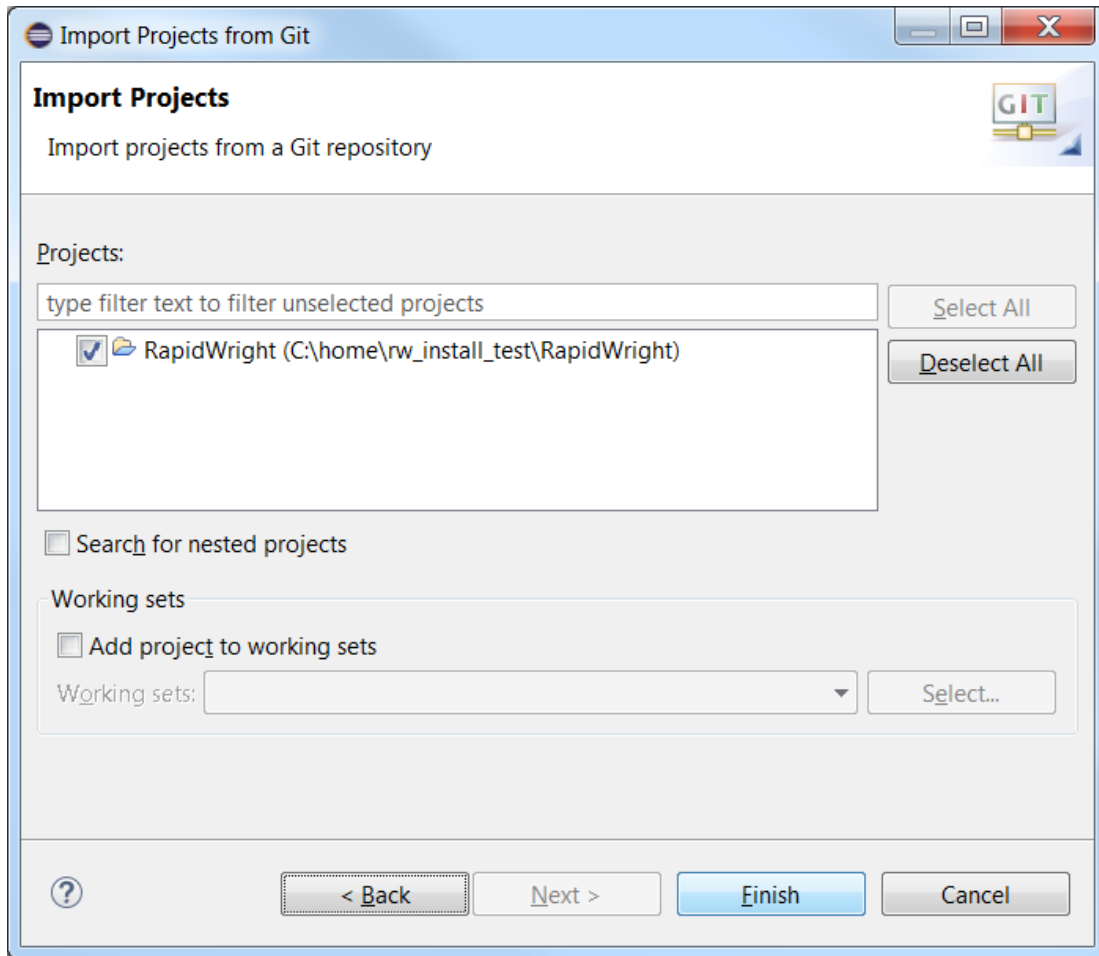 Import Projects from Git
Import Projects
Import projects from a Git repository
GIT
Projects:
type filter text to filter unselected projects
Select All
RapidWright (C:\home\rw_install_test\RapidWright)
Deselect All
Search for nested projects
Working sets
Add project to working sets
Working sets:
Select...
?
< Back
Next >
Finish
Cancel